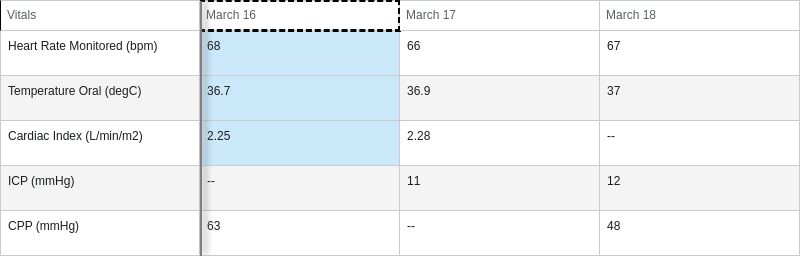 Vitals March 16 March 17 March 18
Heart Rate Monitored (bpm) 68 66 67
Temperature Oral (degC) 36.7 36.9 37
Cardiac Index (L/min/m2) 2.25 2.28 --
ICP (mmHg) -- 11 12
CPP (mmHg) 63 -- 48